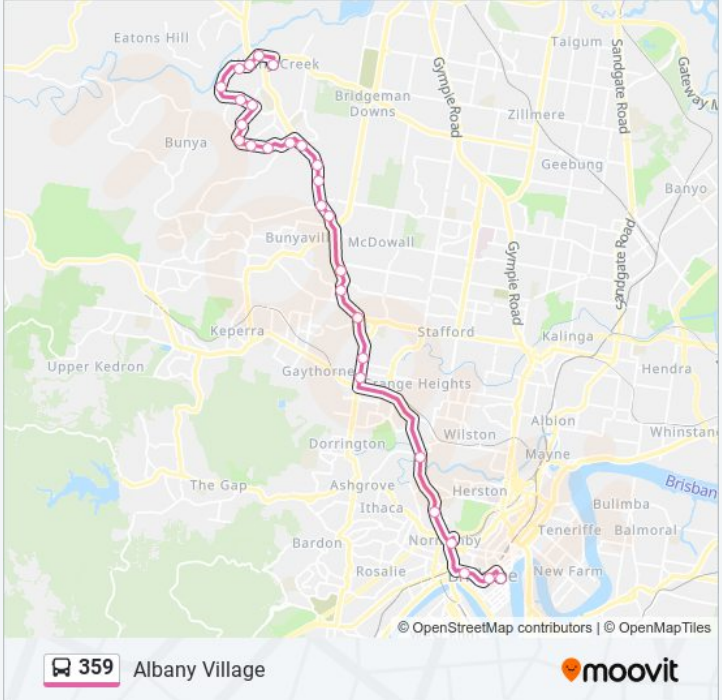 Eatons Hill
Taigum
Creek
Sandgate Road
Gympie Road
Gateway M
Bridgeman
Downs
Zillmere
Bunya
Geebung
Banyo
Bunyavill
McDowall
Sandgate Road
Gympie Road
Keperra
Stafford
Kalinga
Upper Kedron
Gaythorne
range Heights
Hendra
Albion
Wilston
Whinstan
Dorrington
Mayne
The Gap
Ashgrove
Herston
Brisban
Ithaca
Bulimba
Normanby
Teneriffe
Balmoral
Bardon
Rosalie
New Farm
© OpenStreetMap contributors | © OpenMapTiles
359 Albany Village
moovit